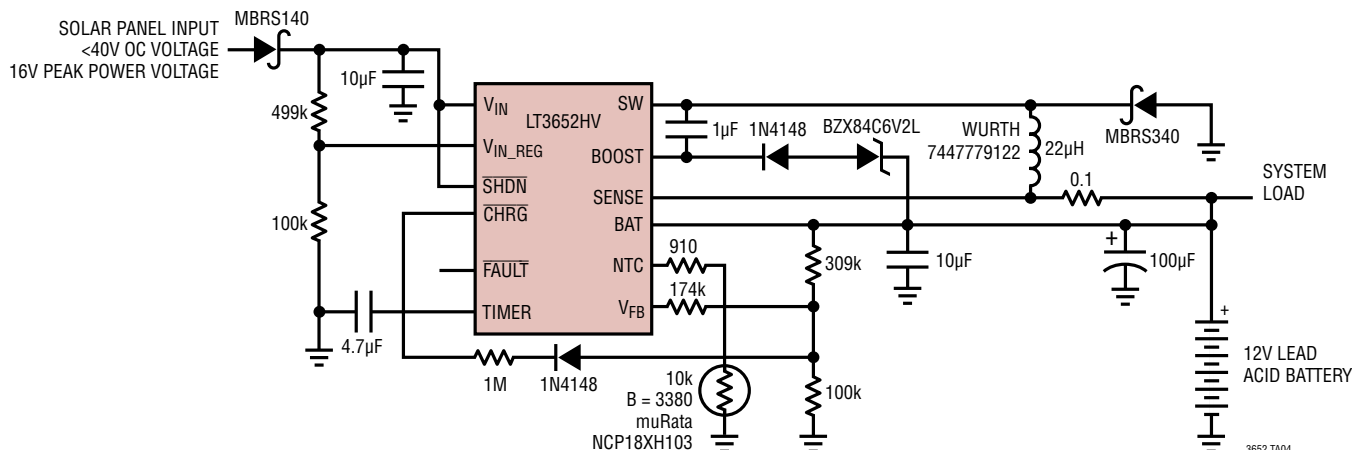 MBRS140
SOLAR PANEL INPUT
<40V OC VOLTAGE
16V PEAK POWER VOLTAGE
10µF
499k
100k
4.7µF
VIN
VIN_REG
SHDN
CHRG
FAULT
TIMER
LT3652HV
SW
BOOST
SENSE
BAT
NTC
VFB
1µF
1N4148
BZX84C6V2L
WURTH
7447779122
22µH
MBRS340
0.1
SYSTEM
LOAD
910
174k
309k
10µF
+
100µF
1M
1N4148
10k
B = 3380
muRata
NCP18XH103
100k
+
12V LEAD
ACID BATTERY
3652 TA04